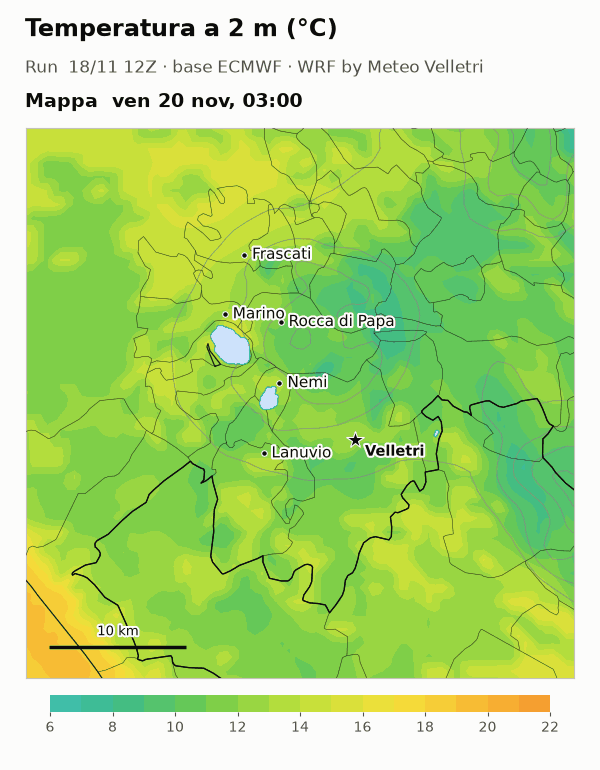 Temperatura a 2 m (°C)
Run  18/11 12Z · base ECMWF · WRF by Meteo Velletri
Mappa  ven 20 nov, 03:00
Frascati
Marino
Rocca di Papa
Nemi
Velletri
Lanuvio
10 km
6 8 10 12 14 16 18 20 22